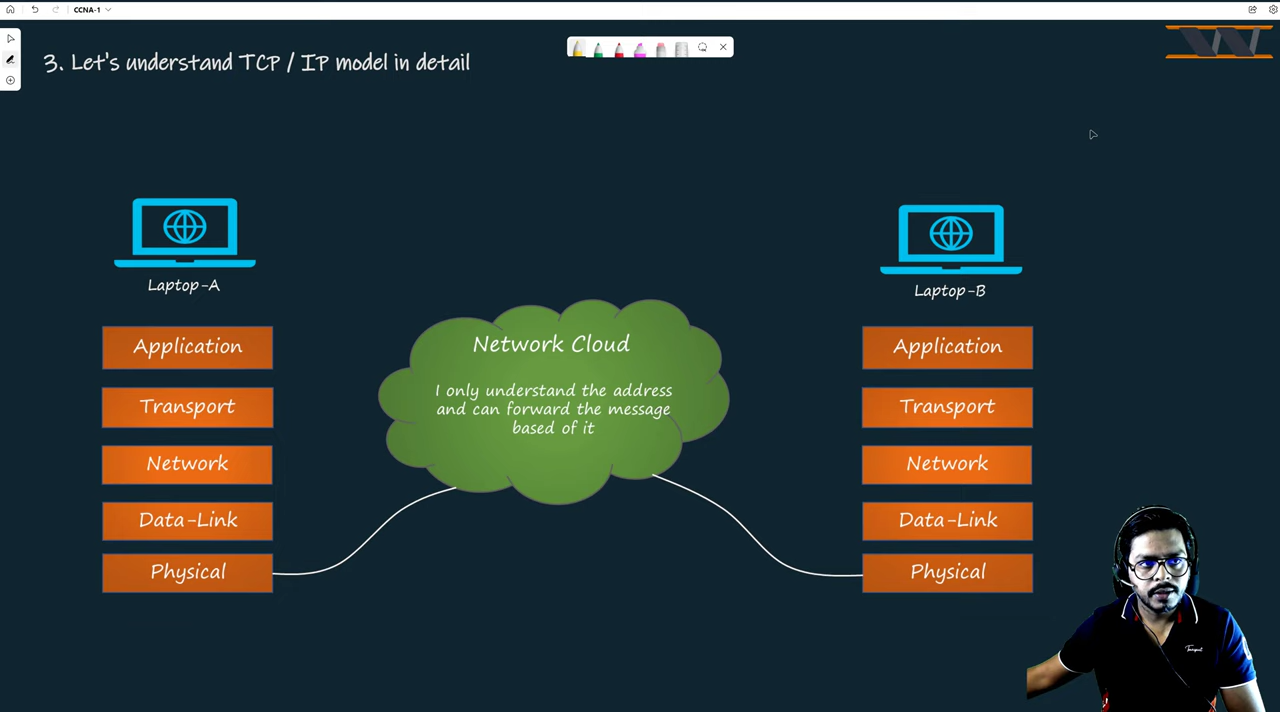 CCNA-1
3. Let's understand TCP / IP model in detail
Laptop-A
Laptop-B
Application
Transport
Network
Data-Link
Physical
Network Cloud
I only understand the address
and can forward the message
based of it
Application
Transport
Network
Data-Link
Physical